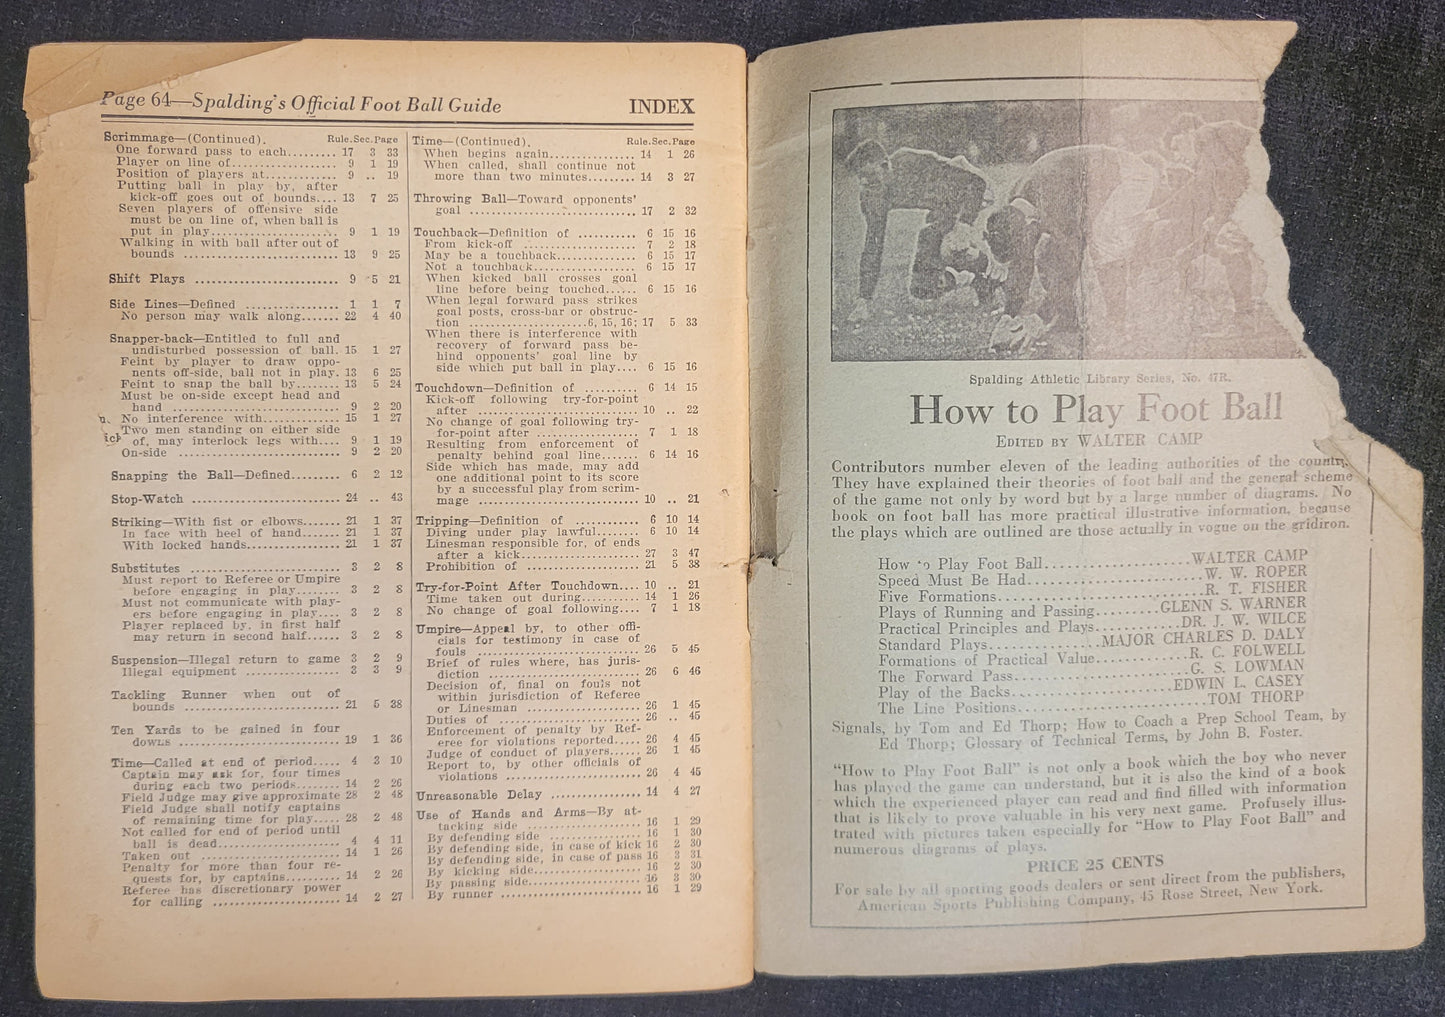 Page 64—Spalding's Official Foot Ball Guide INDEX
Scrimmage—(Continued). Rule. Sec. Page
One forward pass to each......... 17 3 33
Player on line of.................. 9 1 19
Position of players at............ 9 .. 19
Putting ball in play by, after
kick-off goes out of bounds.... 13 7 25
Seven players of offensive side
must be on line of, when ball is
put in play...................... 9 1 19
Walking in with ball after out of
bounds .......................... 13 9 25
Shift Plays ........................ 9 5 21
Side Lines—Defined ............... 1 1 7
No person may walk along....... 22 4 40
Snapper-back—Entitled to full and
undisturbed possession of ball. 15 1 27
Feint by player to draw oppo-
nents off-side, ball not in play. 13 6 25
Feint to snap the ball by........ 13 5 24
Must be on-side except head and
hand ............................ 9 2 20
No interference with............. 15 1 27
Two men standing on either side
of, may interlock legs with.... 9 1 19
On-side ........................... 9 2 20
Snapping the Ball—Defined......... 6 2 12
Stop-Watch ......................... 24 .. 43
Striking—With fist or elbows....... 21 1 37
In face with heel of hand....... 21 1 37
With locked hands................ 21 1 37
Substitutes ........................ 3 2 8
Must report to Referee or Umpire
before engaging in play........ 3 2 8
Must not communicate with play-
ers before engaging in play.... 3 2 8
Player replaced by, in first half
may return in second half...... 3 2 8
Suspension—Illegal return to game 3 2 9
Illegal equipment ................ 3 3 9
Tackling Runner when out of
bounds .......................... 21 5 38
Ten Yards to be gained in four
downs ........................... 19 1 36
Time—Called at end of period..... 4 3 10
Captain may ask for, four times
during each two periods........ 14 2 26
Field Judge may give approximate 28 2 48
Field Judge shall notify captains
of remaining time for play..... 28 2 48
Not called for end of period until
ball is dead..................... 4 4 11
Taken out ........................ 14 1 26
Penalty for more than four re-
quests for, by captains......... 14 2 26
Referee has discretionary power
for calling ..................... 14 2 27
Time—(Continued). Rule. Sec. Page
When begins again............... 14 1 26
When called, shall continue not
more than two minutes......... 14 3 27
Throwing Ball—Toward opponents'
goal ............................ 17 2 32
Touchback—Definition of .......... 6 15 16
From kick-off ................... 7 2 18
May be a touchback.............. 6 15 17
Not a touchback.................. 6 15 17
When kicked ball crosses goal
line before being touched...... 6 15 16
When legal forward pass strikes
goal posts, cross-bar or obstruc-
tion .....................6, 15, 16; 17 5 33
When there is interference with
recovery of forward pass be-
hind opponents' goal line by
side which put ball in play.... 6 15 16
Touchdown—Definition of .......... 6 14 15
Kick-off following try-for-point
after ........................... 10 .. 22
No change of goal following try-
for-point after ................. 7 1 18
Resulting from enforcement of
penalty behind goal line....... 6 14 16
Side which has made, may add
one additional point to its score
by a successful play from scrim-
mage ............................ 10 .. 21
Tripping—Definition of ........... 6 10 14
Diving under play lawful........ 6 10 14
Linesman responsible for, of ends
after a kick..................... 27 3 47
Prohibition of ................... 21 5 38
Try-for-Point After Touchdown.... 10 .. 21
Time taken out during........... 14 1 26
No change of goal following.... 7 1 18
Umpire—Appeal by, to other offi-
cials for testimony in case of
fouls ........................... 26 5 45
Brief of rules where, has juris-
diction ......................... 26 6 46
Decision of, final on fouls not
within jurisdiction of Referee
or Linesman ..................... 26 1 45
Duties of ........................ 26 .. 45
Enforcement of penalty by Ref-
eree for violations reported..... 26 4 45
Judge of conduct of players...... 26 1 45
Report to, by other officials of
violations ...................... 26 4 45
Unreasonable Delay ............... 14 4 27
Use of Hands and Arms—By at-
tacking side .................... 16 1 29
By defending side ............... 16 1 30
By defending side, in case of kick 16 2 30
By defending side, in case of pass 16 3 31
By kicking side.................. 16 2 30
By passing side.................. 16 3 30
By runner ........................ 16 1 29
Spalding Athletic Library Series, No. 47R.
How to Play Foot Ball
EDITED BY WALTER CAMP
Contributors number eleven of the leading authorities of the country.
They have explained their theories of foot ball and the general scheme
of the game not only by word but by a large number of diagrams. No
book on foot ball has more practical illustrative information, because
the plays which are outlined are those actually in vogue on the gridiron.
How to Play Foot Ball....................WALTER CAMP
Speed Must Be Had........................W. W. ROPER
Five Formations............................R. T. FISHER
Plays of Running and Passing.........GLENN S. WARNER
Practical Principles and Plays............DR. J. W. WILCE
Standard Plays................MAJOR CHARLES D. DALY
Formations of Practical Value.............R. C. FOLWELL
The Forward Pass.........................G. S. LOWMAN
Play of the Backs........................EDWIN L. CASEY
The Line Positions..........................TOM THORP
Signals, by Tom and Ed Thorp; How to Coach a Prep School Team, by
Ed Thorp; Glossary of Technical Terms, by John B. Foster.
“How to Play Foot Ball” is not only a book which the boy who never
has played the game can understand, but it is also the kind of a book
which the experienced player can read and find filled with information
that is likely to prove valuable in his very next game. Profusely illus-
trated with pictures taken especially for “How to Play Foot Ball” and
numerous diagrams of plays.
PRICE 25 CENTS
For sale by all sporting goods dealers or sent direct from the publishers,
American Sports Publishing Company, 45 Rose Street, New York.